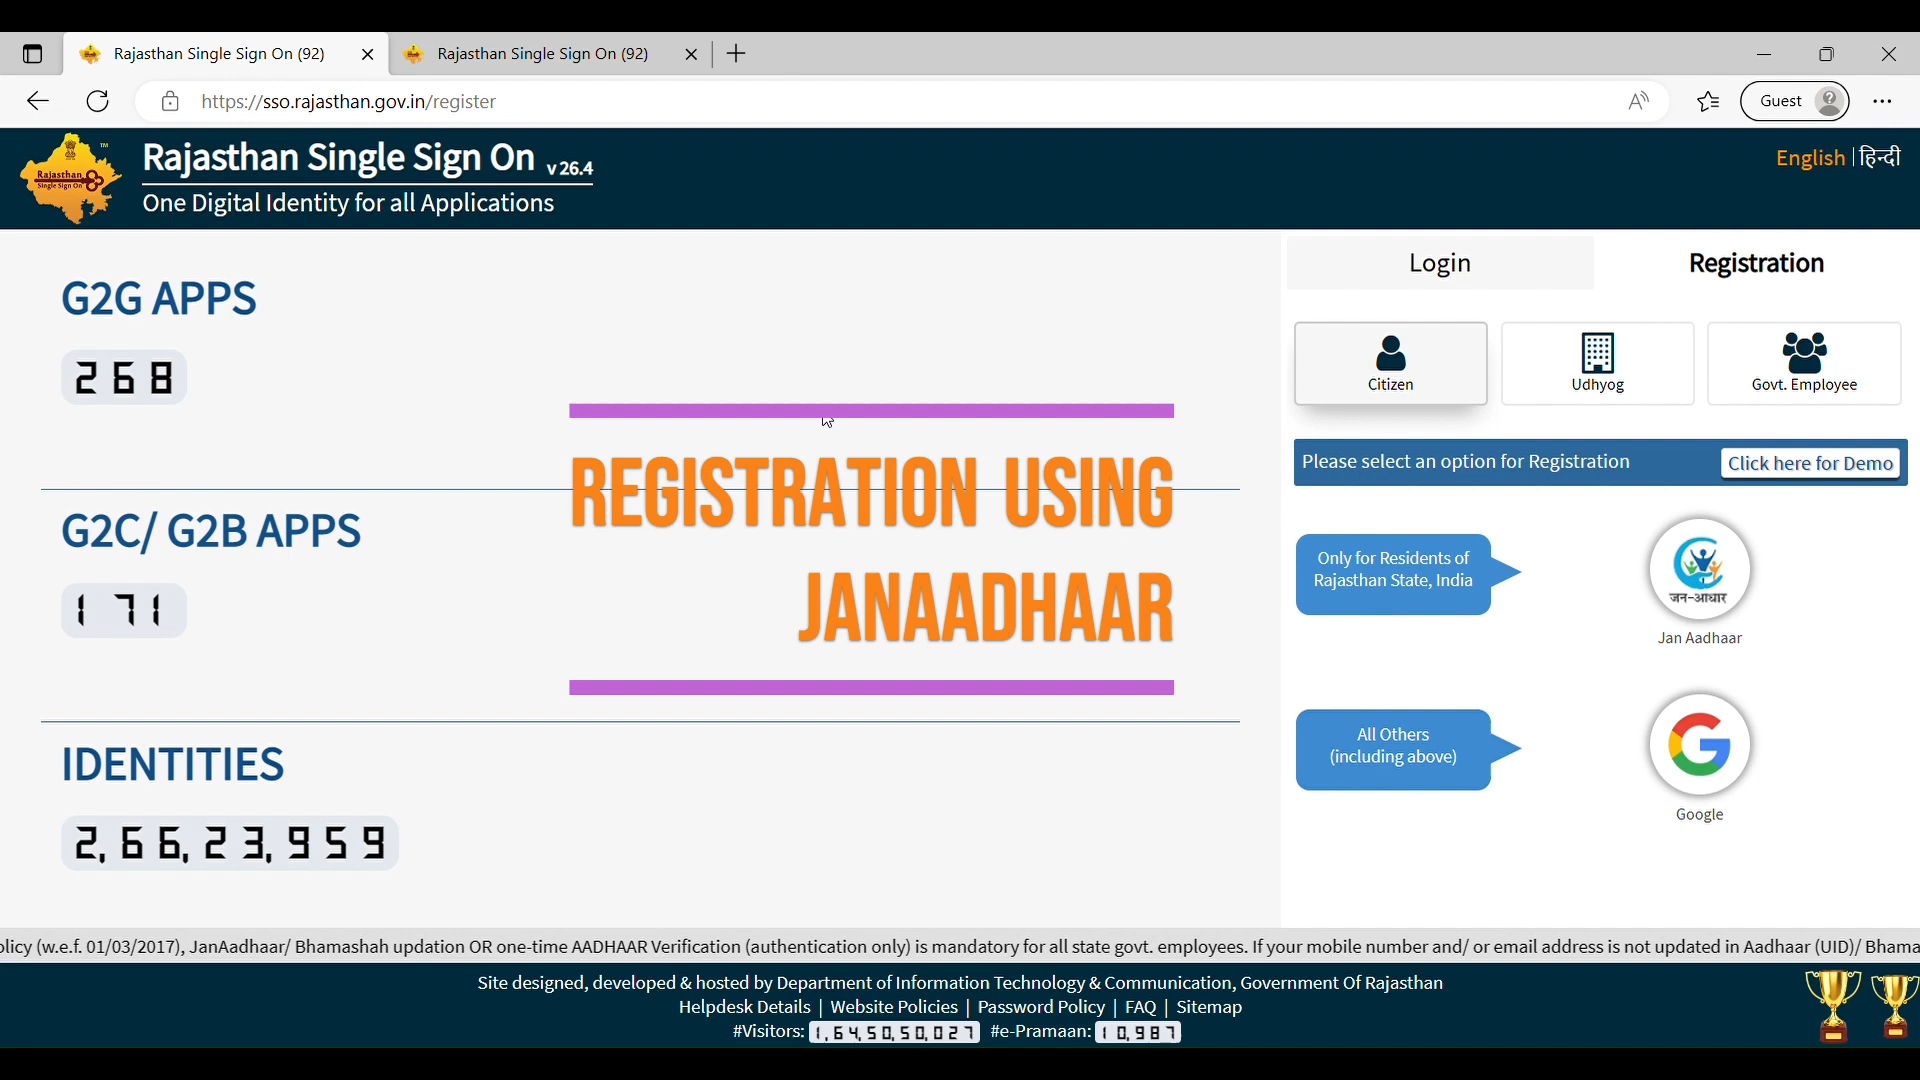 Rajasthan Single Sign On (92)
Rajasthan Single Sign On (92)
https://sso.rajasthan.gov.in/register
Guest
Rajasthan
Single Sign On
TM
Rajasthan Single Sign On v 26.4
One Digital Identity for all Applications
English | हिन्दी
G2G APPS
268
G2C/ G2B APPS
171
IDENTITIES
2,66,23,959
REGISTRATION USING
JANAADHAAR
Login
Registration
Citizen
Udhyog
Govt. Employee
Please select an option for Registration
Click here for Demo
Only for Residents of
Rajasthan State, India
जन-आधार
Jan Aadhaar
All Others
(including above)
Google
olicy (w.e.f. 01/03/2017), JanAadhaar/ Bhamashah updation OR one-time AADHAAR Verification (authentication only) is mandatory for all state govt. employees. If your mobile number and/ or email address is not updated in Aadhaar (UID)/ Bhama
Site designed, developed & hosted by Department of Information Technology & Communication, Government Of Rajasthan
Helpdesk Details | Website Policies | Password Policy | FAQ | Sitemap
#Visitors: 1,64,50,50,027 #e-Pramaan: 10,987